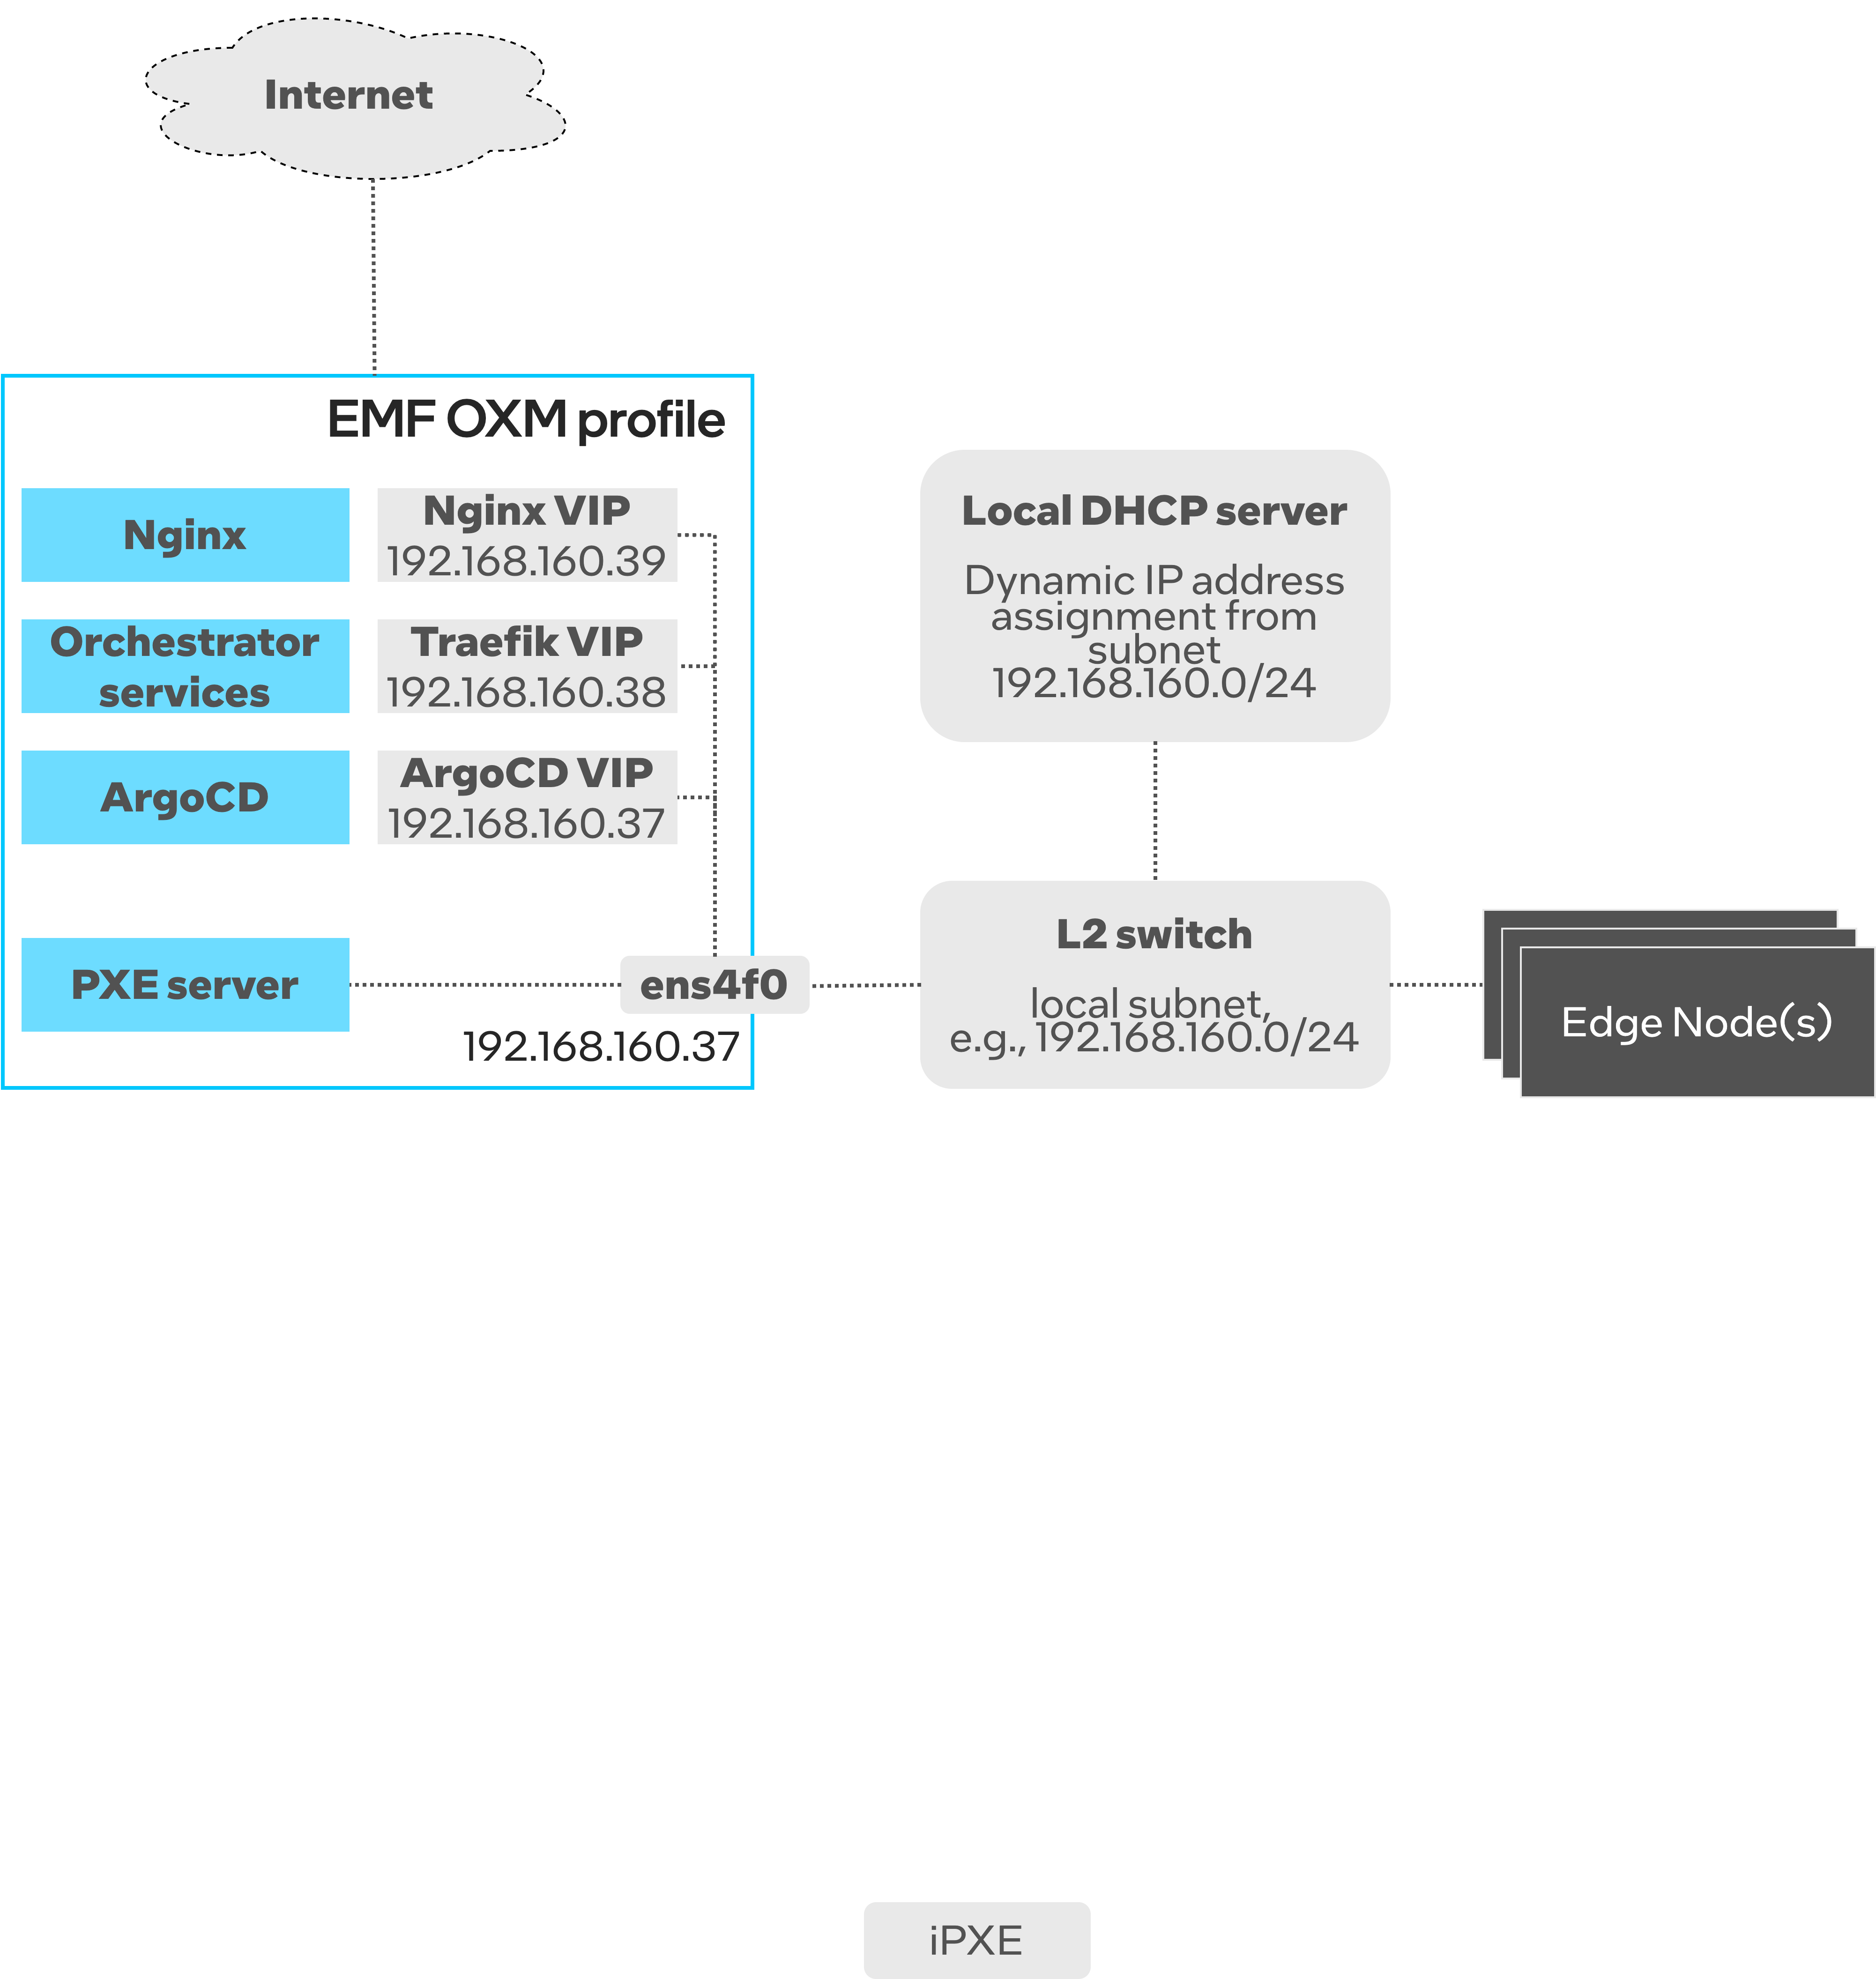 Internet
EMF OXM profile
Nginx
Nginx VIP
192.168.160.39
Orchestrator
services
Traefik VIP
192.168.160.38
ArgoCD
ArgoCD VIP
192.168.160.37
PXE server
ens4f0
192.168.160.37
Local DHCP server
Dynamic IP address
assignment from
subnet
192.168.160.0/24
L2 switch
local subnet,
e.g., 192.168.160.0/24
Edge Node(s)
iPXE